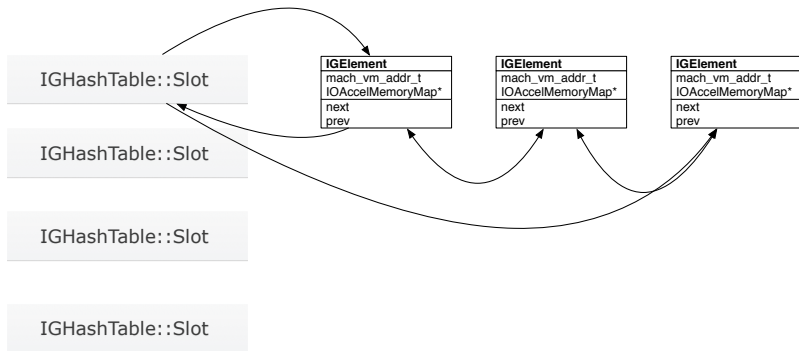 IGHashTable::Slot
IGElement
mach_vm_addr_t
IOAccelMemoryMap*
next
prev
IGElement
mach_vm_addr_t
IOAccelMemoryMap*
next
prev
IGElement
mach_vm_addr_t
IOAccelMemoryMap*
next
prev
IGHashTable::Slot
IGHashTable::Slot
IGHashTable::Slot